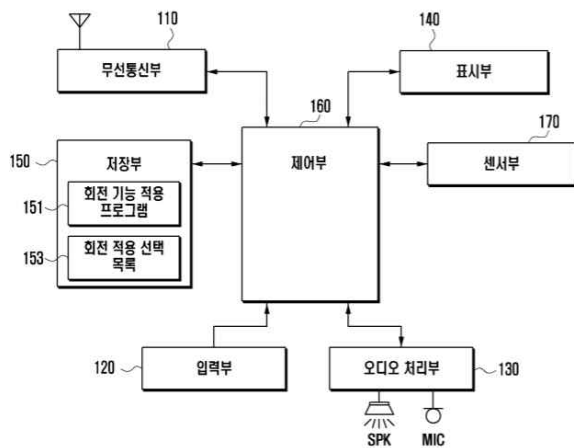 110
무선통신부
140
표시부
160
제어부
170
센서부
150
저장부
151
회전 기능 적용
프로그램
153
회전 적용 선택
목록
120
입력부
오디오 처리부
130
SPK
MIC